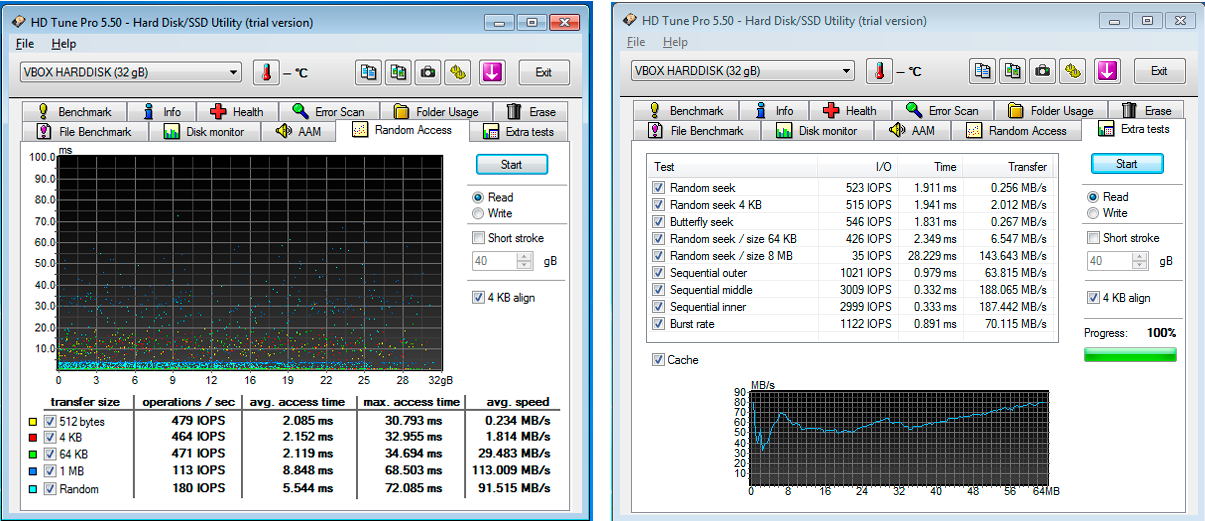 HD Tune Pro 5.50 - Hard Disk/SSD Utility (trial version)
File Help
VBOX HARDDISK (32 gB)
– °C
Exit
Benchmark Info Health Error Scan Folder Usage Erase
File Benchmark Disk monitor AAM Random Access Extra tests
ms
100.0
90.0
80.0
70.0
60.0
50.0
40.0
30.0
20.0
10.0
0 3 6 9 12 16 19 22 25 28 32gB
Start
Read
Write
Short stroke
40 gB
4 KB align
transfer size operations / sec avg. access time max. access time avg. speed
512 bytes 479 IOPS 2.085 ms 30.793 ms 0.234 MB/s
4 KB 464 IOPS 2.152 ms 32.955 ms 1.814 MB/s
64 KB 471 IOPS 2.119 ms 34.694 ms 29.483 MB/s
1 MB 113 IOPS 8.848 ms 68.503 ms 113.009 MB/s
Random 180 IOPS 5.544 ms 72.085 ms 91.515 MB/s
HD Tune Pro 5.50 - Hard Disk/SSD Utility (trial version)
File Help
VBOX HARDDISK (32 gB)
– °C
Exit
Benchmark Info Health Error Scan Folder Usage Erase
File Benchmark Disk monitor AAM Random Access Extra tests
Test I/O Time Transfer
Random seek 523 IOPS 1.911 ms 0.256 MB/s
Random seek 4 KB 515 IOPS 1.941 ms 2.012 MB/s
Butterfly seek 546 IOPS 1.831 ms 0.267 MB/s
Random seek / size 64 KB 426 IOPS 2.349 ms 6.547 MB/s
Random seek / size 8 MB 35 IOPS 28.229 ms 143.643 MB/s
Sequential outer 1021 IOPS 0.979 ms 63.815 MB/s
Sequential middle 3009 IOPS 0.332 ms 188.065 MB/s
Sequential inner 2999 IOPS 0.333 ms 187.442 MB/s
Burst rate 1122 IOPS 0.891 ms 70.115 MB/s
Start
Read
Write
Short stroke
40 gB
4 KB align
Progress: 100%
Cache
MB/s
90
80
70
60
50
40
30
20
10
0 8 16 24 32 40 48 56 64MB